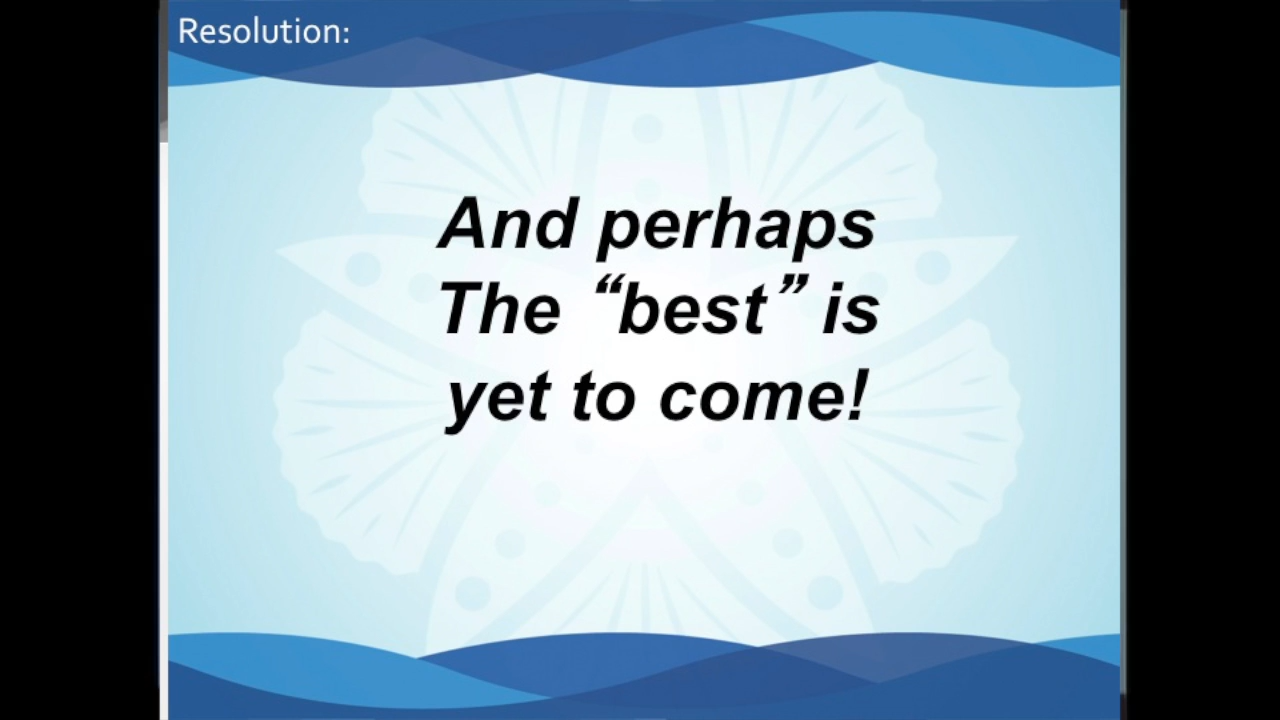 Resolution:
And perhaps
The “best” is
yet to come!